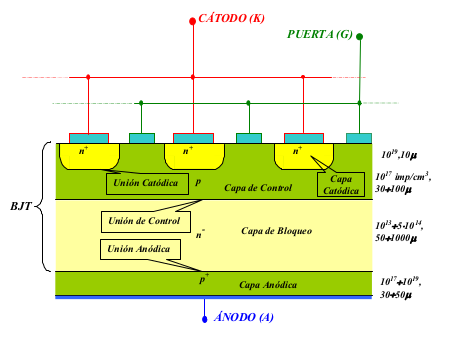 CÁTODO (K)
PUERTA (G)
n⁺ n⁺ n⁺
10¹⁹,10μ
Unión Catódica
p
Capa de Control
Capa
Catódica
10¹⁷ imp/cm³,
30÷100μ
BJT
Unión de Control
n⁻
Capa de Bloqueo
10¹³÷5·10¹⁴,
50÷1000μ
Unión Anódica
p⁺
Capa Anódica
10¹⁷÷10¹⁹,
30÷50μ
ÁNODO (A)